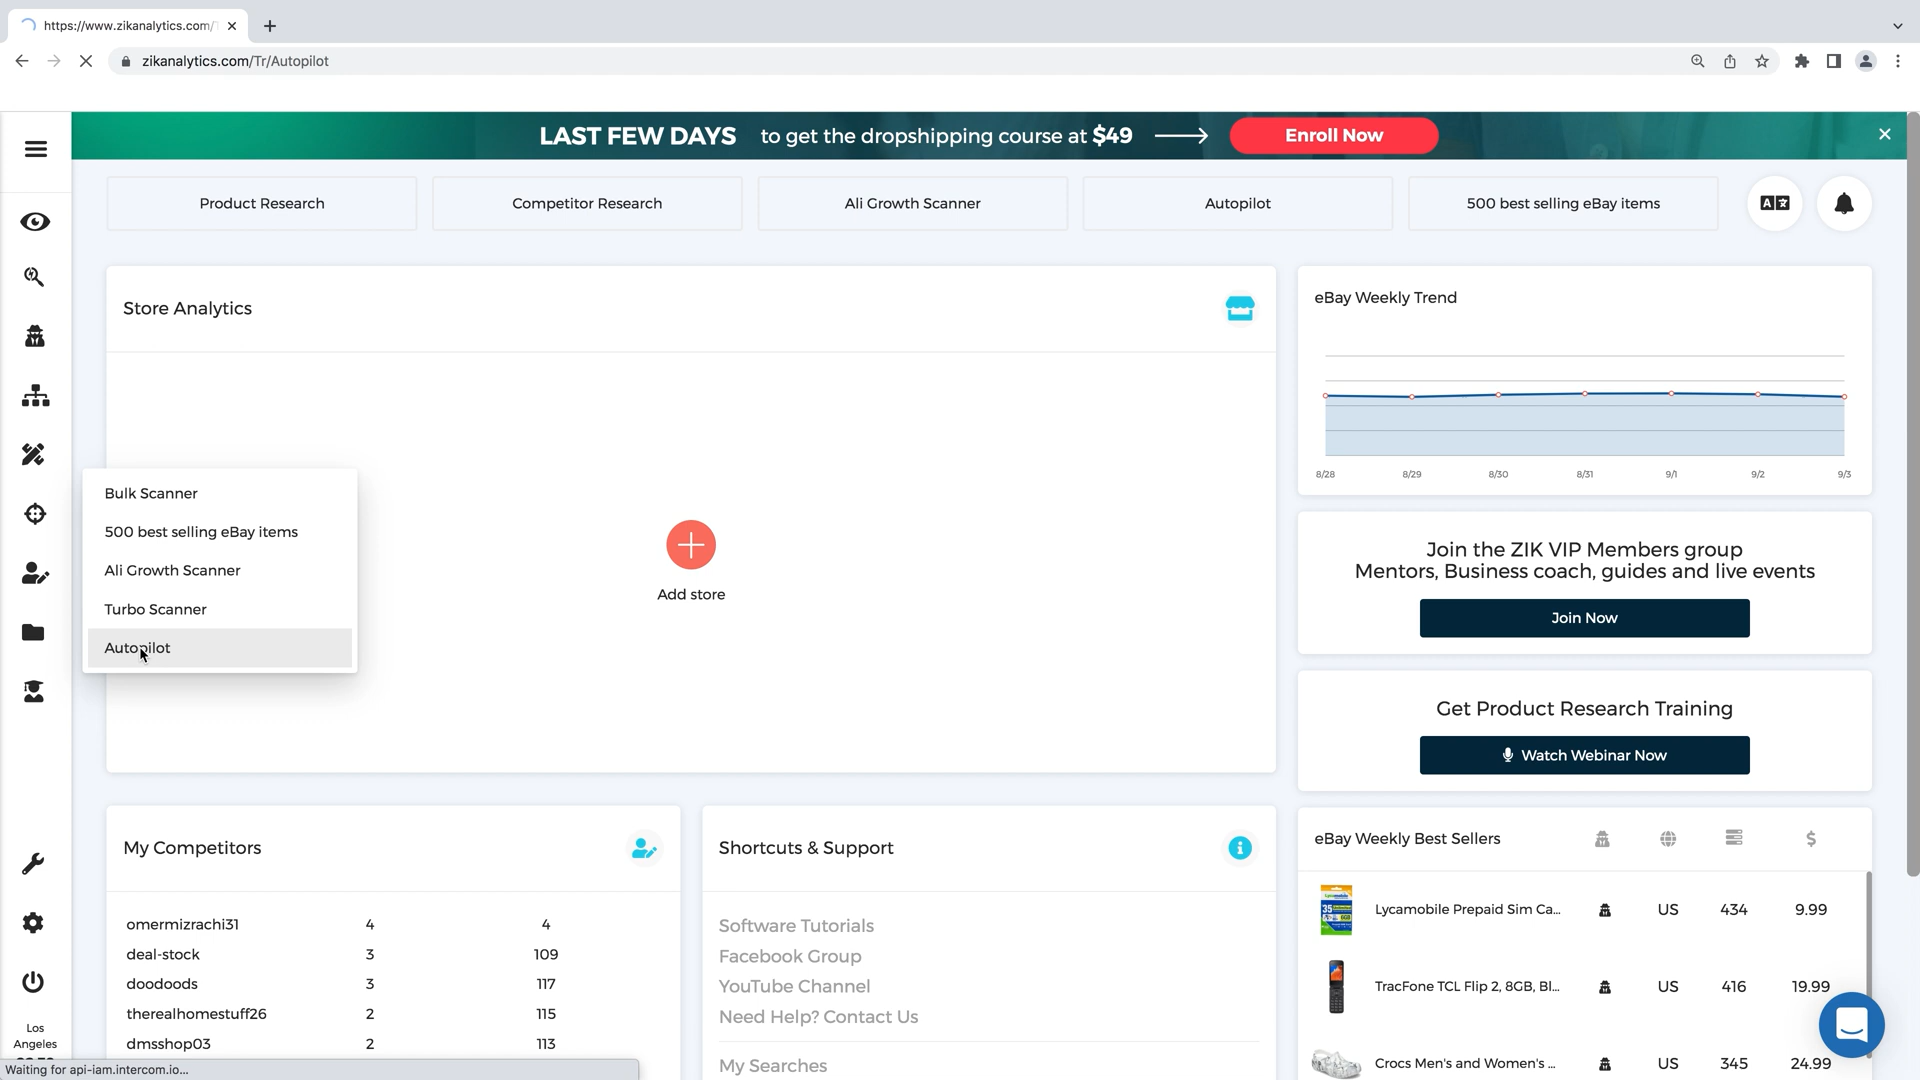 https://www.zikanalytics.com/
zikanalytics.com/Tr/Autopilot
LAST FEW DAYS to get the dropshipping course at $49 Enroll Now
Product Research
Competitor Research
Ali Growth Scanner
Autopilot
500 best selling eBay items
Store Analytics
Add store
Bulk Scanner
500 best selling eBay items
Ali Growth Scanner
Turbo Scanner
Autopilot
eBay Weekly Trend
8/28 8/29 8/30 8/31 9/1 9/2 9/3
Join the ZIK VIP Members group
Mentors, Business coach, guides and live events
Join Now
Get Product Research Training
Watch Webinar Now
My Competitors
omermizrachi31 4 4
deal-stock 3 109
doodoods 3 117
therealhomestuff26 2 115
dmsshop03 2 113
Shortcuts & Support
Software Tutorials
Facebook Group
YouTube Channel
Need Help? Contact Us
My Searches
eBay Weekly Best Sellers
Lycamobile Prepaid Sim Ca... US 434 9.99
TracFone TCL Flip 2, 8GB, Bl... US 416 19.99
Crocs Men's and Women's ... US 345 24.99
Los
Angeles
Waiting for api-iam.intercom.io...